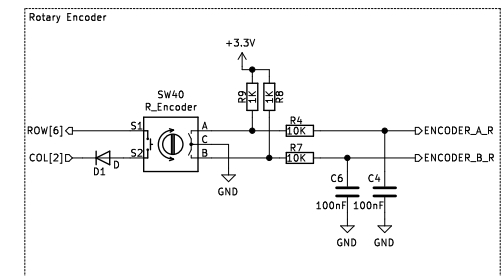 Rotary Encoder
+3.3V
SW40
R_Encoder
R9
1K
1K
R8
R4
10K
ROW[6]
S1
A
ENCODER_A_R
C
COL[2]
D1
D
S2
B
R7
10K
ENCODER_B_R
GND
C6
C4
100nF
100nF
GND
GND